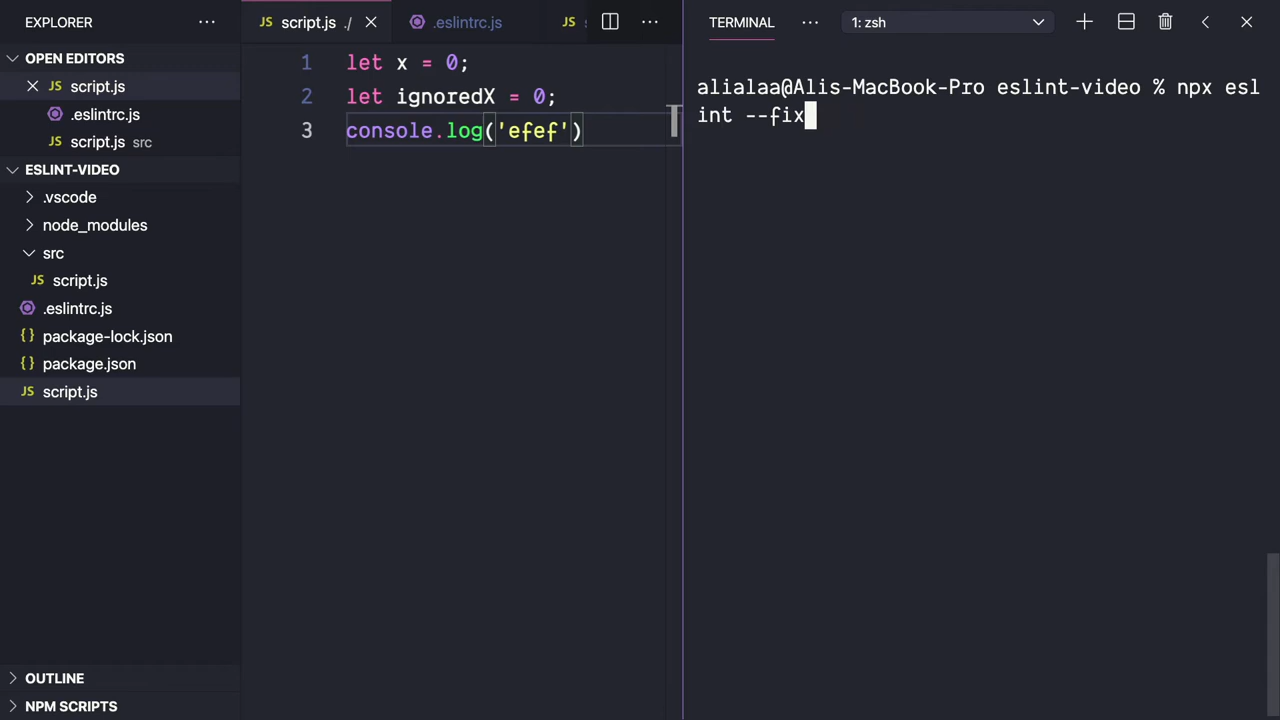 EXPLORER ···
OPEN EDITORS
script.js
.eslintrc.js
script.js src
ESLINT-VIDEO
.vscode
node_modules
src
JS script.js
.eslintrc.js
{} package-lock.json
{} package.json
JS script.js
OUTLINE
NPM SCRIPTS
JS script.js ./
.eslintrc.js
JS
···
1 let x = 0;
2 let ignoredX = 0;
3 console.log('efef')
TERMINAL ··· 1: zsh
alialaa@Alis-MacBook-Pro eslint-video % npx esl
int --fix